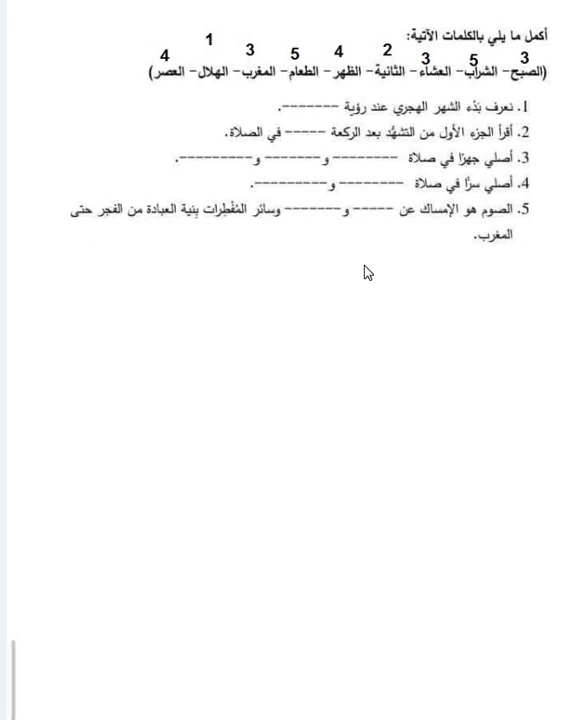 أكمل ما يلي بالكلمات الآتية:
3 5 3 2 4 5 3 1 4
(الصبح- الشراب- العشاء- الثانية- الظهر- الطعام- المغرب- الهلال- العصر)
1. نعرف بَدْء الشهر الهجري عند رؤية -------.
2. أقرأ الجزء الأول من التشهُّد بعد الركعة ----- في الصلاة.
3. أصلي جهرًا في صلاة -------- و------- و---------.
4. أصلي سرًّا في صلاة -------- و---------.
5. الصوم هو الإمساك عن ----- و------- وسائر المُفْطِرات بِنية العبادة من الفجر حتى
المغرب.